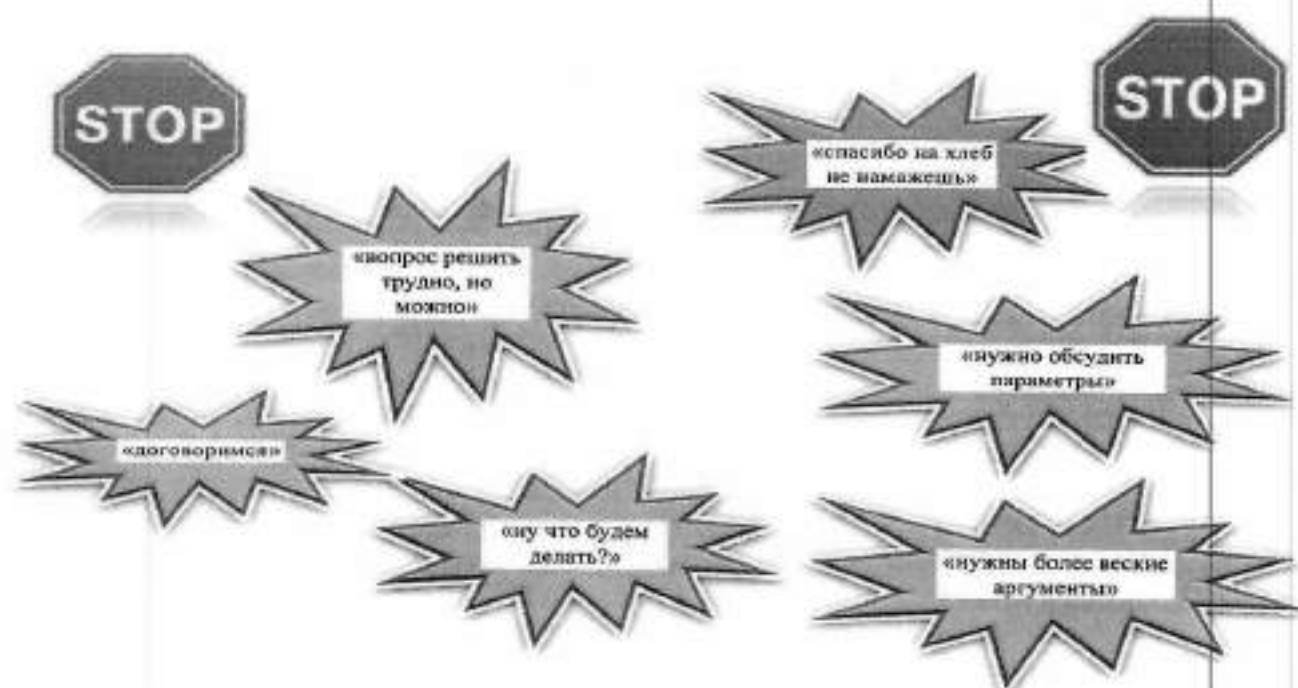 STOP
STOP
«спасибо на хлеб
не намажешь»
«вопрос решить
трудно, но
можно»
«нужно обсудить
параметры»
«договоримся»
«ну что будем
делать?»
«нужны более веские
аргументы»